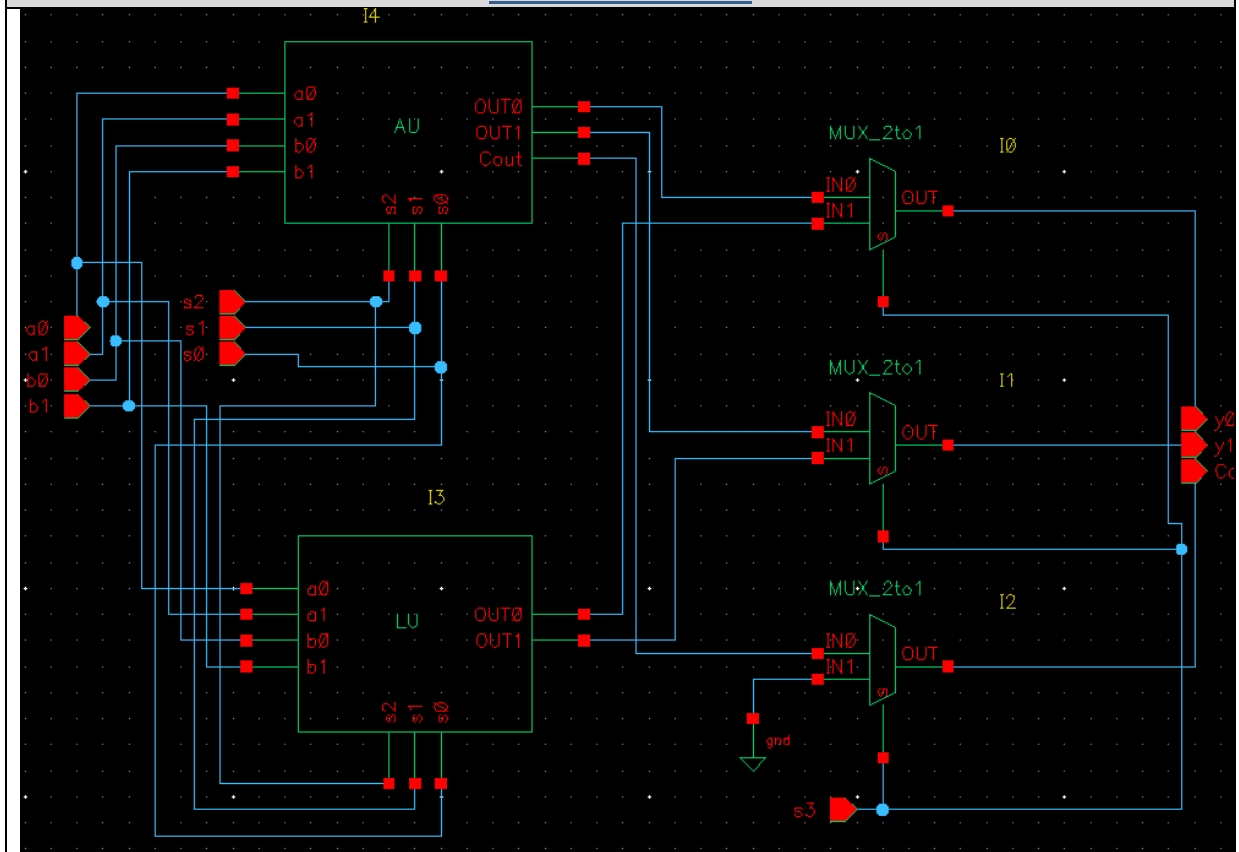 I4
a0
a1
b0
b1
AU
OUT0
OUT1
Cout
s2 s1 s0
MUX_2to1
I0
IN0
IN1
OUT
s
s2
s1
s0
a0
a1
b0
b1
MUX_2to1
I1
IN0
IN1
OUT
s
y0
y1
I3
a0
a1
b0
b1
LU
OUT0
OUT1
s2 s1 s0
MUX_2to1
I2
IN0
IN1
OUT
s
gnd
s3